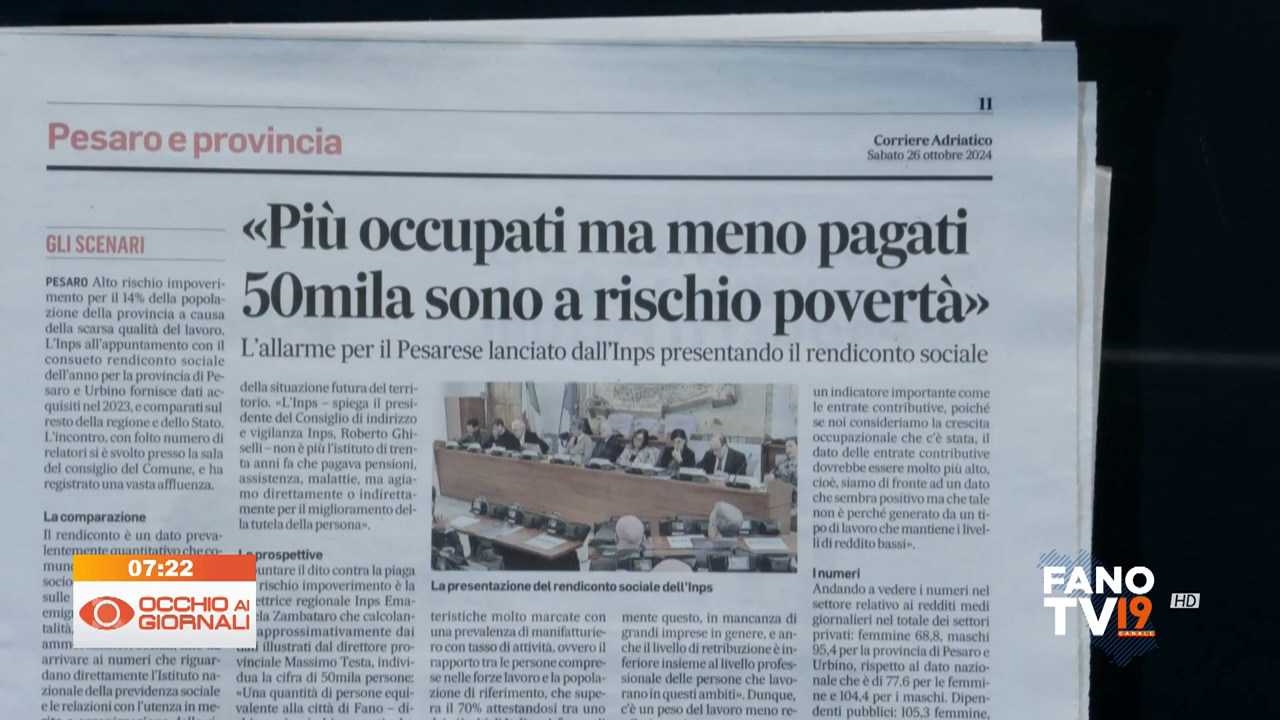 11
Pesaro e provincia
Corriere Adriatico
Sabato 26 ottobre 2024
«Più occupati ma meno pagati
50mila sono a rischio povertà»
L'allarme per il Pesarese lanciato dall'Inps presentando il rendiconto sociale
GLI SCENARI
PESARO Alto rischio impoveri-
mento per il 14% della popola-
zione della provincia a causa
della scarsa qualità del lavoro.
L'Inps all'appuntamento con il
consueto rendiconto sociale
dell'anno per la provincia di Pe-
saro e Urbino fornisce dati ac-
quisiti nel 2023, e comparati sul
resto della regione e dello Stato.
L'incontro, con folto numero di
relatori si è svolto presso la sala
del consiglio del Comune, e ha
registrato una vasta affluenza.
La comparazione
Il rendiconto è un dato preva-
lentemente quantitativo che co-
mun
socio
sulle
emig
talità,
amm
arrivare ai numeri che riguar-
dano direttamente l'Istituto na-
zionale della previdenza sociale
e le relazioni con l'utenza in me-
della situazione futura del terri-
torio. «L'Inps – spiega il presi-
dente del Consiglio di indirizzo
e vigilanza Inps, Roberto Ghi-
selli – non è più l'istituto di tren-
ta anni fa che pagava pensioni,
assistenza, malattie, ma agia-
mo direttamente o indiretta-
mente per il miglioramento del-
la tutela della persona».
prospettive
puntare il dito contro la piaga
rischio impoverimento è la
ettrice regionale Inps Ema-
la Zambataro che calcolan-
approssimativamente dai
ti illustrati dal direttore pro-
vinciale Massimo Testa, indivi-
dua la cifra di 50mila persone:
«Una quantità di persone equi-
valente alla città di Fano – di-
La presentazione del rendiconto sociale dell'Inps
teristiche molto marcate con
una prevalenza di manifatturie-
e con tasso di attività, ovvero il
rapporto tra le persone compre-
se nelle forze lavoro e la popola-
zione di riferimento, che supe-
ra il 70% attestandosi tra uno
mente questo, in mancanza di
grandi imprese in genere, e an-
che il livello di retribuzione è in-
feriore insieme al livello profes-
sionale delle persone che lavo-
rano in questi ambiti». Dunque,
c'è un peso del lavoro meno re-
un indicatore importante come
le entrate contributive, poiché
se noi consideriamo la crescita
occupazionale che c'è stata, il
dato delle entrate contributive
dovrebbe essere molto più alto,
cioè, siamo di fronte ad un dato
che sembra positivo ma che tale
non è perché generato da un ti-
po di lavoro che mantiene i livel-
li di reddito bassi».
I numeri
Andando a vedere i numeri nel
settore relativo ai redditi medi
giornalieri nel totale dei settori
privati: femmine 68,8, maschi
95,4 per la provincia di Pesaro e
Urbino, rispetto al dato nazio-
nale che è di 77.6 per le femmi-
ne e 104,4 per i maschi. Dipen-
denti pubblici: 105,3 femmine,
07:22
OCCHIO AI
GIORNALI
FANO
TV19
CANALE
HD